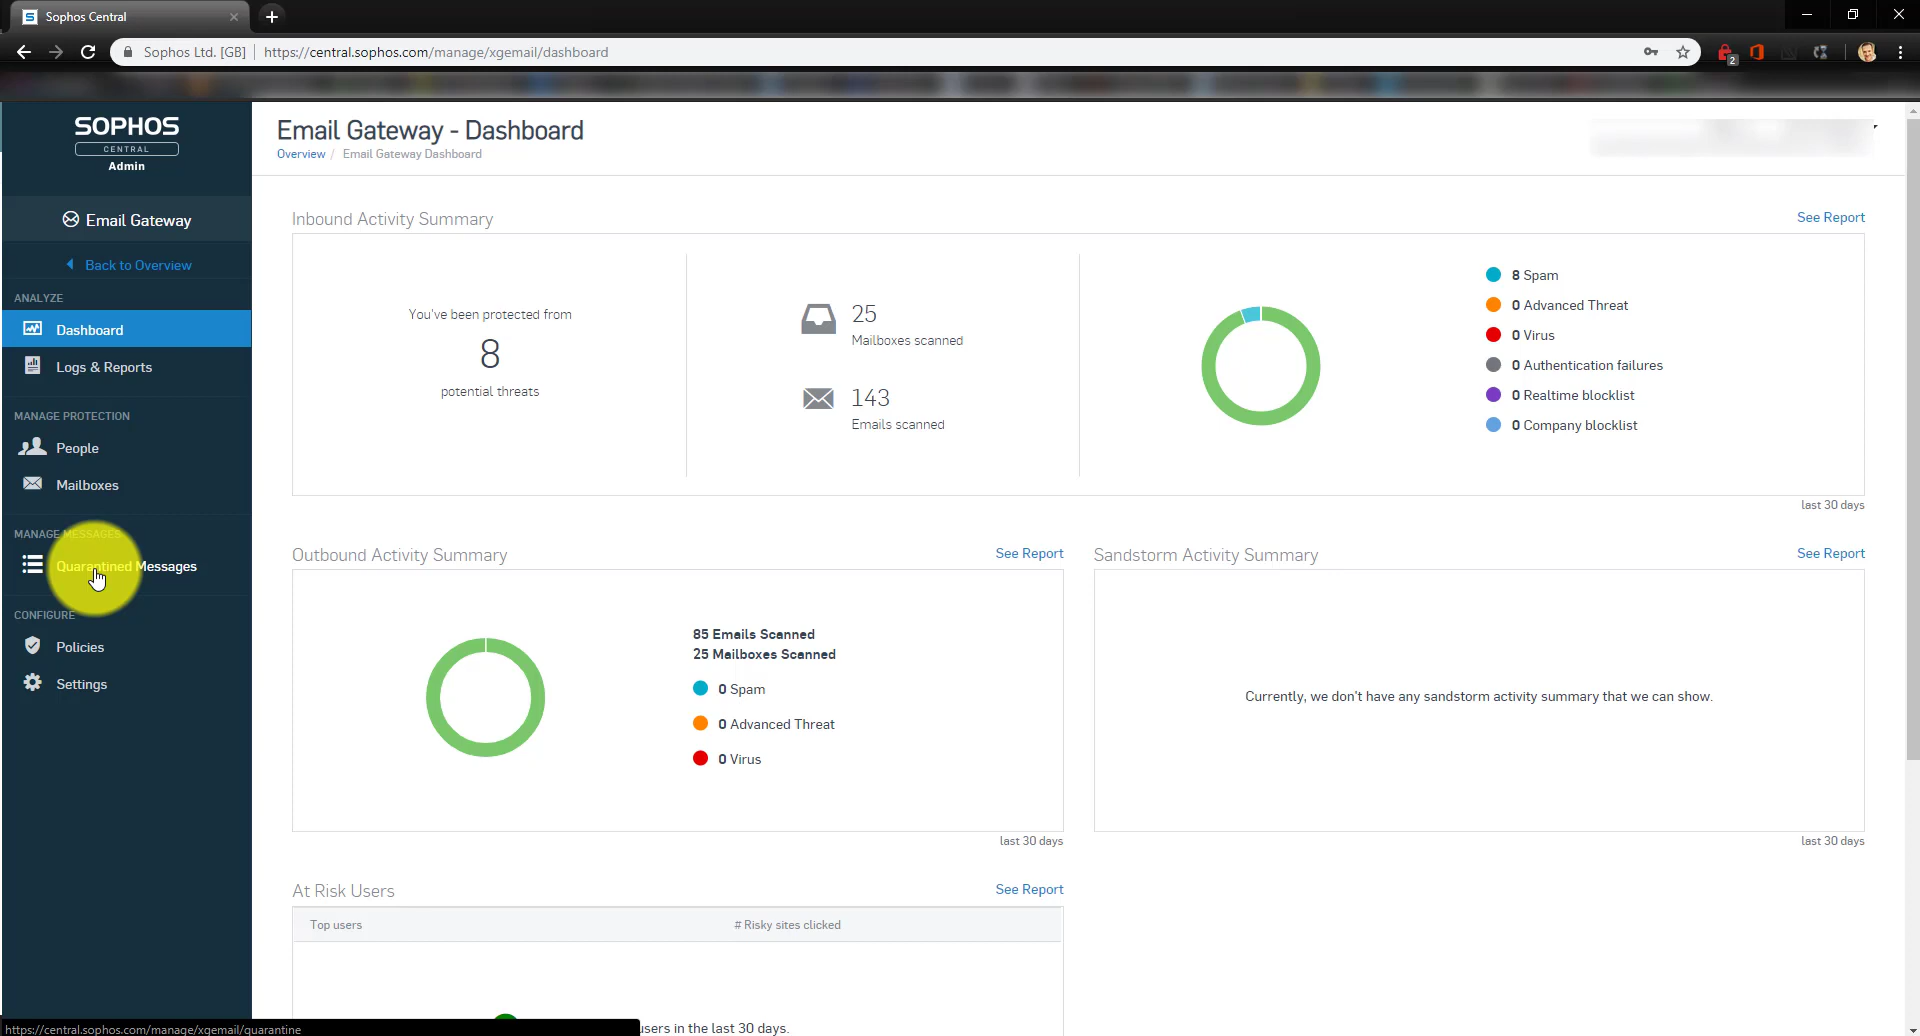 Sophos Central
Sophos Ltd. [GB] https://central.sophos.com/manage/xgemail/dashboard
2
SOPHOS
CENTRAL
Admin
Email Gateway
Back to Overview
ANALYZE
Dashboard
Logs & Reports
MANAGE PROTECTION
People
Mailboxes
MANAGE MESSAGES
Quarantined Messages
CONFIGURE
Policies
Settings
Email Gateway - Dashboard
Overview / Email Gateway Dashboard
Inbound Activity Summary
See Report
You've been protected from
8
potential threats
25
Mailboxes scanned
143
Emails scanned
8 Spam
0 Advanced Threat
0 Virus
0 Authentication failures
0 Realtime blocklist
0 Company blocklist
last 30 days
Outbound Activity Summary
See Report
85 Emails Scanned
25 Mailboxes Scanned
0 Spam
0 Advanced Threat
0 Virus
last 30 days
Sandstorm Activity Summary
See Report
Currently, we don't have any sandstorm activity summary that we can show.
last 30 days
At Risk Users
See Report
Top users # Risky sites clicked
users in the last 30 days.
https://central.sophos.com/manage/xgemail/quarantine